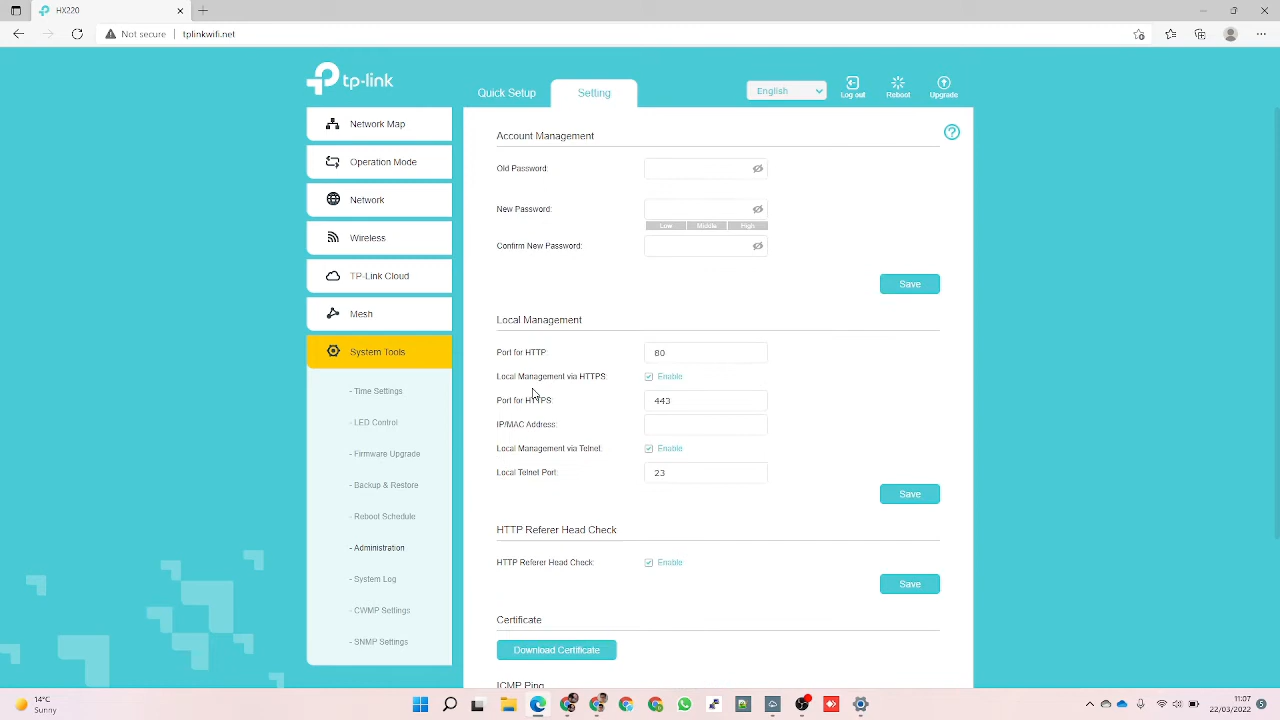 HX220
Not secure
tplinkwifi.net
tp-link
Quick Setup
Setting
English
Log out
Reboot
Upgrade
Network Map
Operation Mode
Network
Wireless
TP-Link Cloud
Mesh
System Tools
- Time Settings
- LED Control
- Firmware Upgrade
- Backup & Restore
- Reboot Schedule
- Administration
- System Log
- CWMP Settings
- SNMP Settings
Account Management
Old Password:
New Password:
Low Middle High
Confirm New Password:
Save
Local Management
Port for HTTP: 80
Local Management via HTTPS: Enable
Port for HTTPS: 443
IP/MAC Address:
Local Management via Telnet: Enable
Local Telnet Port: 23
Save
HTTP Referer Head Check
HTTP Referer Head Check: Enable
Save
Certificate
Download Certificate
ICMP Ping
14°C
Sunny
11:07
22/03/2022